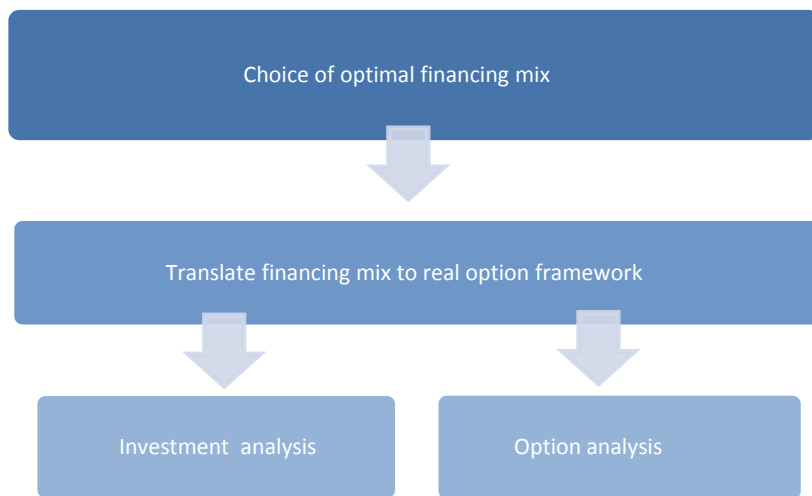 Choice of optimal financing mix
Translate financing mix to real option framework
Investment  analysis
Option analysis